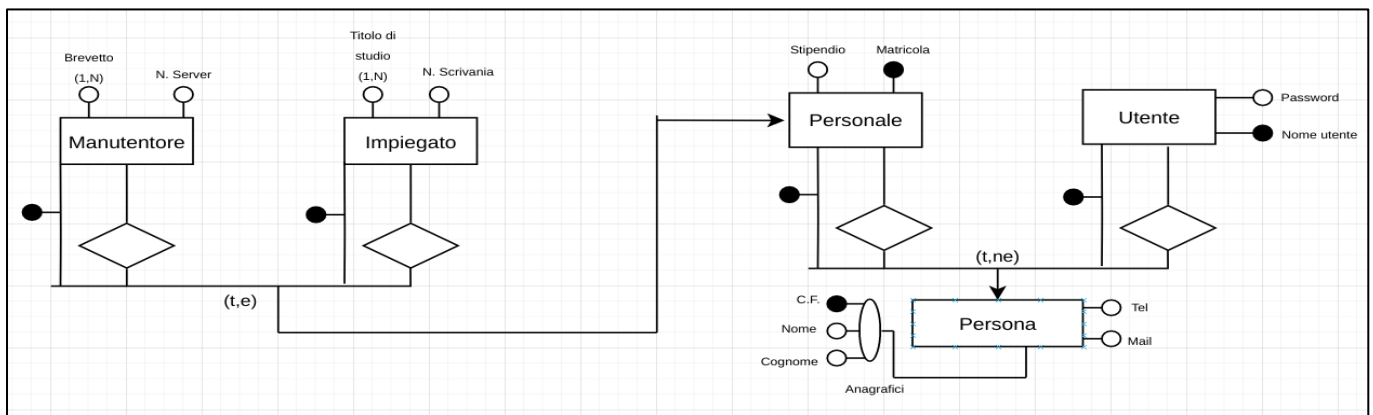 Brevetto
(1,N)
N. Server
Titolo di
studio
(1,N)
N. Scrivania
Manutentore
Impiegato
(t,e)
Stipendio
Matricola
Personale
Utente
Password
Nome utente
(t,ne)
C.F.
Nome
Cognome
Anagrafici
Persona
Tel
Mail